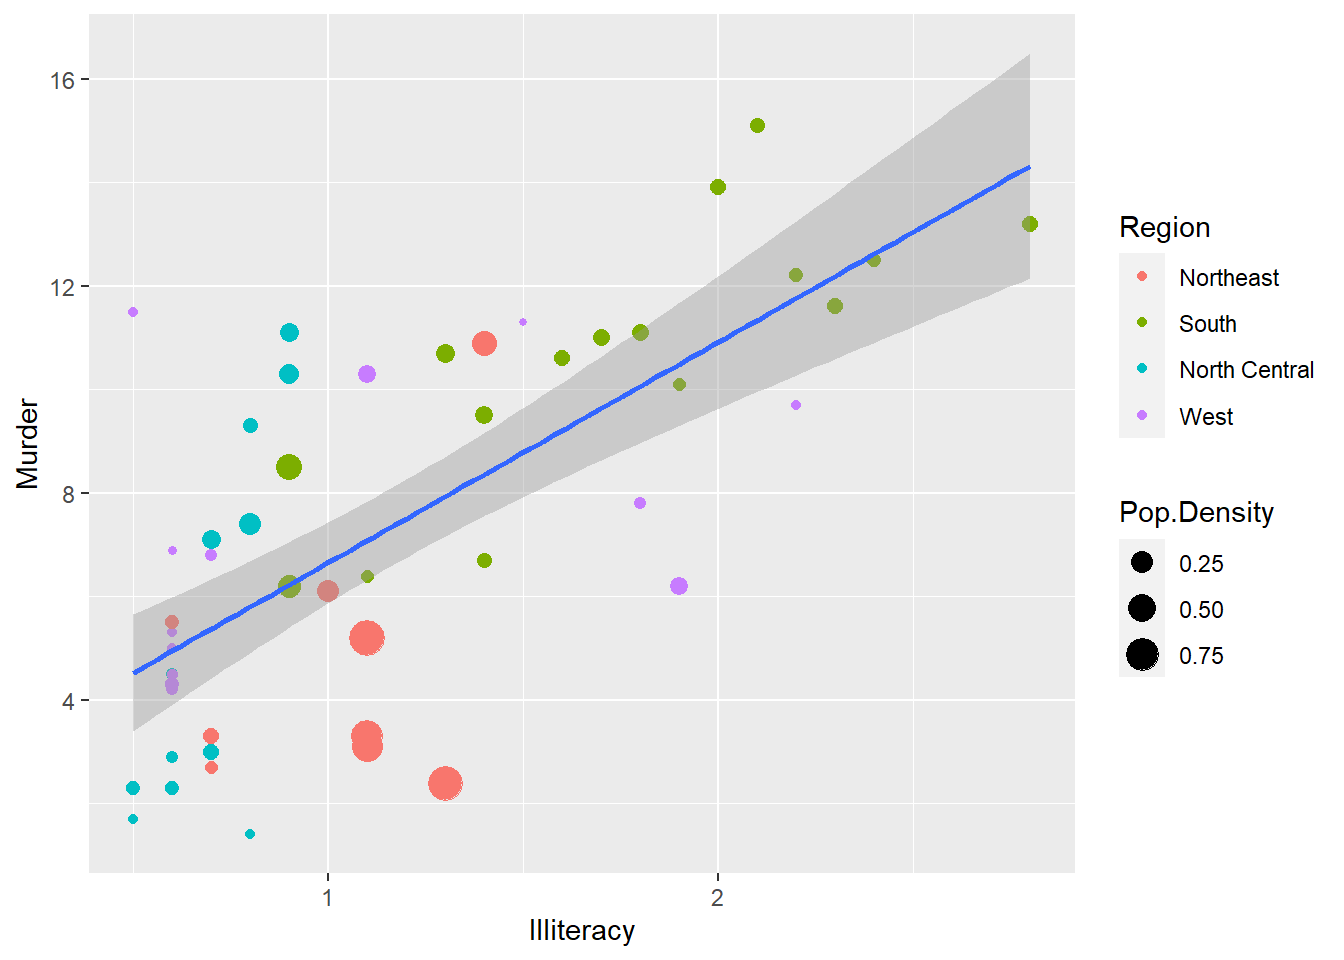 16
12
8
4
Murder
1
2
Illiteracy
Region
Northeast
South
North Central
West
Pop.Density
0.25
0.50
0.75